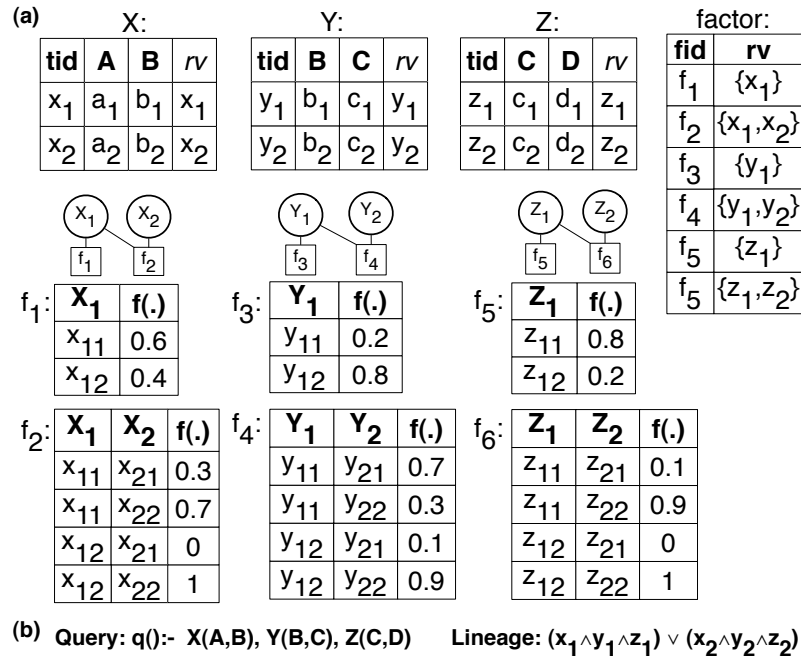 (a)
X: Y: Z: factor:
tid A B rv tid B C rv tid C D rv fid rv
x1 a1 b1 x1 y1 b1 c1 y1 z1 c1 d1 z1 f1 {x1}
x2 a2 b2 x2 y2 b2 c2 y2 z2 c2 d2 z2 f2 {x1,x2}
f3 {y1}
f4 {y1,y2}
f5 {z1}
f5 {z1,z2}
X1 X2 Y1 Y2 Z1 Z2
f1 f2 f3 f4 f5 f6
f1: X1 f(.) f3: Y1 f(.) f5: Z1 f(.)
x11 0.6 y11 0.2 z11 0.8
x12 0.4 y12 0.8 z12 0.2
f2: X1 X2 f(.) f4: Y1 Y2 f(.) f6: Z1 Z2 f(.)
x11 x21 0.3 y11 y21 0.7 z11 z21 0.1
x11 x22 0.7 y11 y22 0.3 z11 z22 0.9
x12 x21 0 y12 y21 0.1 z12 z21 0
x12 x22 1 y12 y22 0.9 z12 z22 1
(b) Query: q():- X(A,B), Y(B,C), Z(C,D) Lineage: (x1∧y1∧z1) ∨ (x2∧y2∧z2)